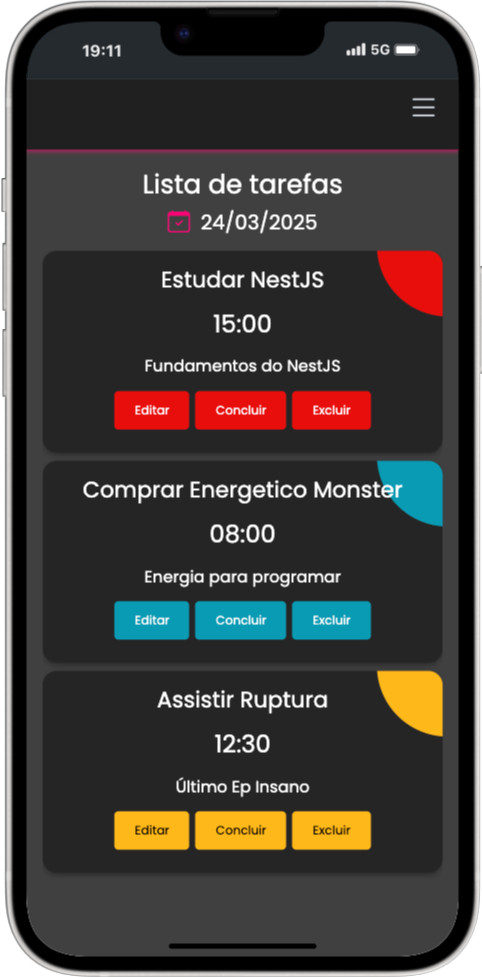 19:11
5G
Lista de tarefas
24/03/2025
Estudar NestJS
15:00
Fundamentos do NestJS
Editar Concluir Excluir
Comprar Energetico Monster
08:00
Energia para programar
Editar Concluir Excluir
Assistir Ruptura
12:30
Último Ep Insano
Editar Concluir Excluir